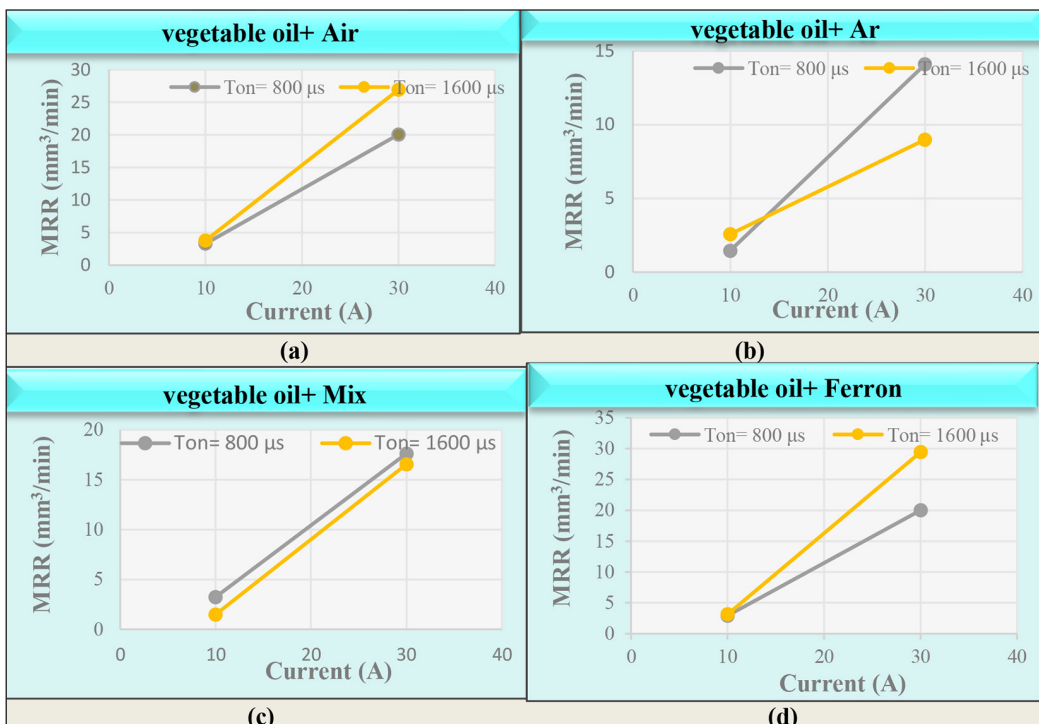 vegetable oil+ Air
MRR (mm³/min)
30
25
20
15
10
5
0
Ton= 800 µs
Ton= 1600 µs
0
10
20
30
40
Current (A)
(a)
vegetable oil+ Ar
MRR (mm³/min)
15
10
5
0
Ton= 800 µs
Ton= 1600 µs
0
10
20
30
40
Current (A)
(b)
vegetable oil+ Mix
MRR (mm³/min)
20
15
10
5
0
Ton= 800 µs
Ton= 1600 µs
0
10
20
30
40
Current (A)
(c)
vegetable oil+ Ferron
MRR (mm³/min)
35
30
25
20
15
10
5
0
Ton= 800 µs
Ton= 1600 µs
0
10
20
30
40
Current (A)
(d)